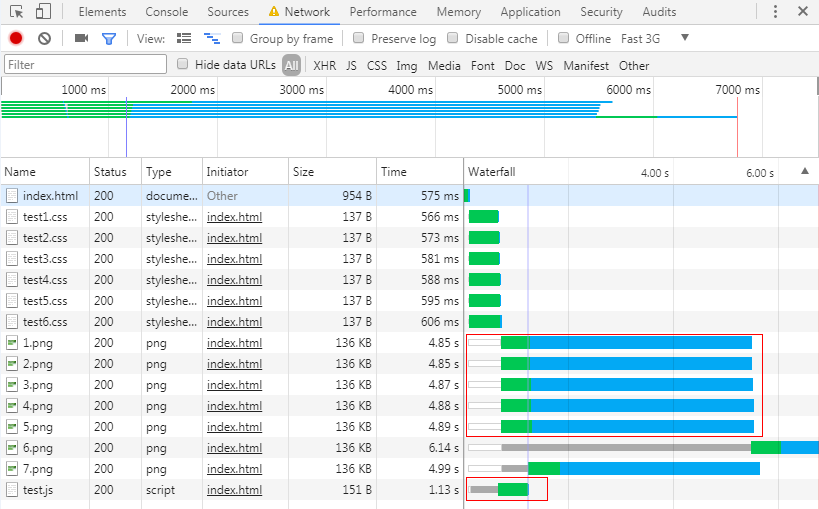 Elements Console Sources Network Performance Memory Application Security Audits
View: Group by frame Preserve log Disable cache Offline Fast 3G
Filter Hide data URLs All XHR JS CSS Img Media Font Doc WS Manifest Other
1000 ms 2000 ms 3000 ms 4000 ms 5000 ms 6000 ms 7000 ms
Name Status Type Initiator Size Time Waterfall 4.00 s 6.00 s
index.html 200 docume... Other 954 B 575 ms
test1.css 200 styleshe... index.html 137 B 566 ms
test2.css 200 styleshe... index.html 137 B 573 ms
test3.css 200 styleshe... index.html 137 B 581 ms
test4.css 200 styleshe... index.html 137 B 588 ms
test5.css 200 styleshe... index.html 137 B 595 ms
test6.css 200 styleshe... index.html 137 B 606 ms
1.png 200 png index.html 136 KB 4.85 s
2.png 200 png index.html 136 KB 4.85 s
3.png 200 png index.html 136 KB 4.87 s
4.png 200 png index.html 136 KB 4.88 s
5.png 200 png index.html 136 KB 4.89 s
6.png 200 png index.html 136 KB 6.14 s
7.png 200 png index.html 136 KB 4.99 s
test.js 200 script index.html 151 B 1.13 s